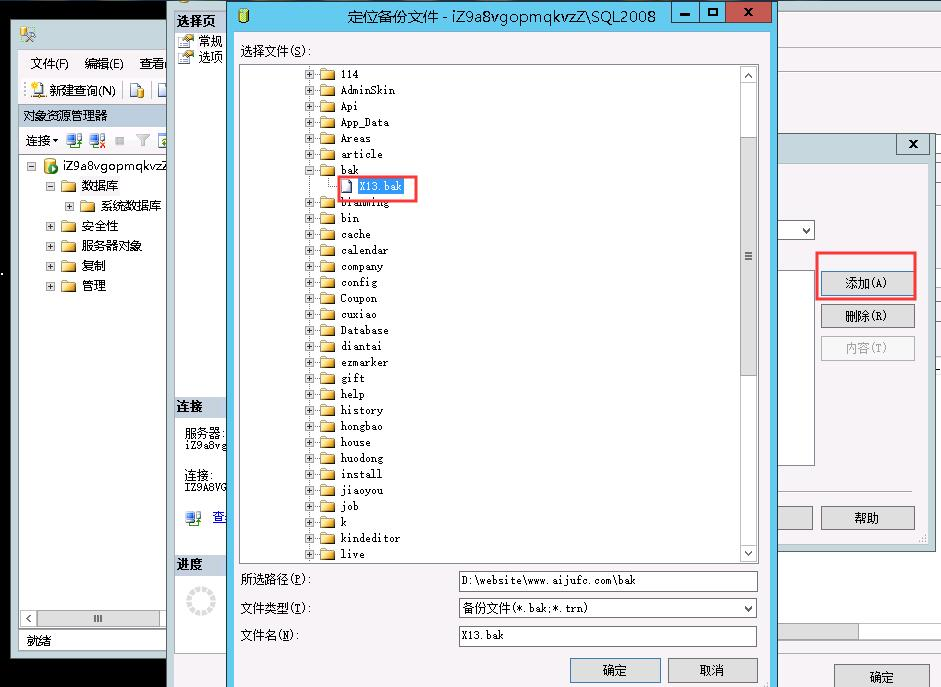 定位备份文件 - iZ9a8vgopmqkvzZ\SQL2008
文件(F) 编辑(E) 查看
新建查询(N)
对象资源管理器
连接
iZ9a8vgopmqkvzZ
数据库
系统数据库
安全性
服务器对象
复制
管理
就绪
选择页
常规
选项
连接
服务器:
iZ9a8vg
连接:
IZ9A8VG
进度
选择文件(S):
114
AdminSkin
Api
App_Data
Areas
article
bak
X13.bak
bianming
bin
cache
calendar
company
config
Coupon
cuxiao
Database
diantai
ezmarker
gift
help
history
hongbao
house
huodong
install
jiaoyou
job
k
kindeditor
live
所选路径(P):
D:\website\www.aijufc.com\bak
文件类型(T):
备份文件(*.bak;*.trn)
文件名(N):
X13.bak
确定 取消
添加(A)
删除(R)
内容(T)
帮助
确定